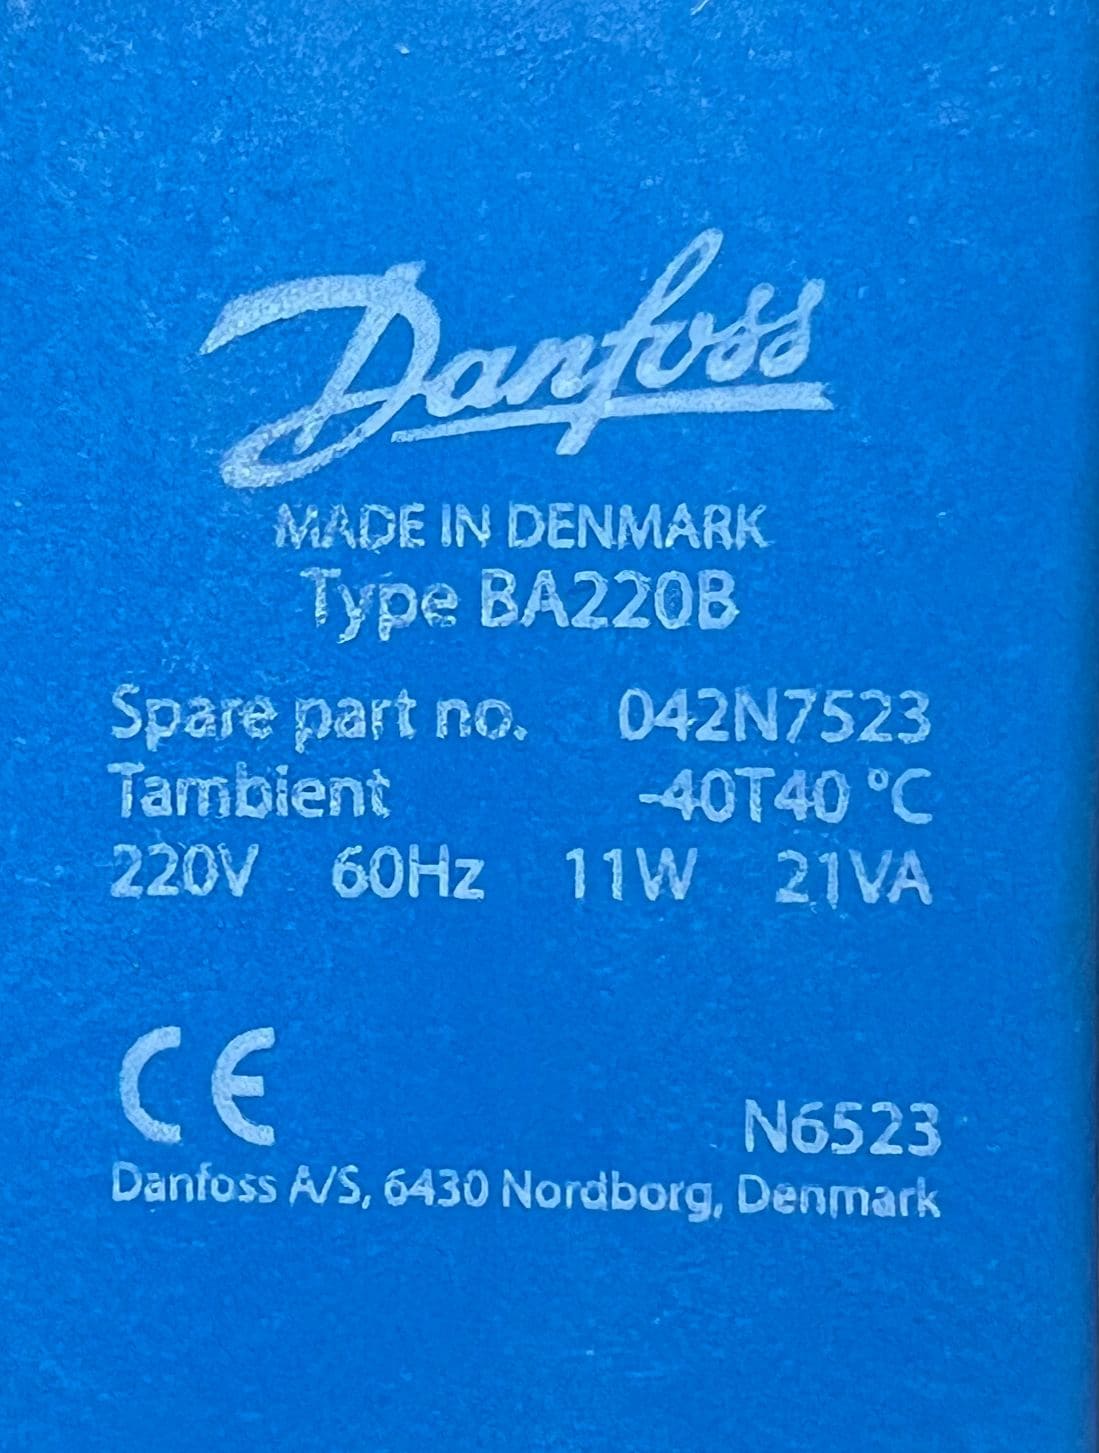 Danfoss
MADE IN DENMARK
Type BA220B
Spare part no. 042N7523
Tambient -40T40 °C
220V 60Hz 11W 21VA
CE
N6523
Danfoss A/S, 6430 Nordborg, Denmark